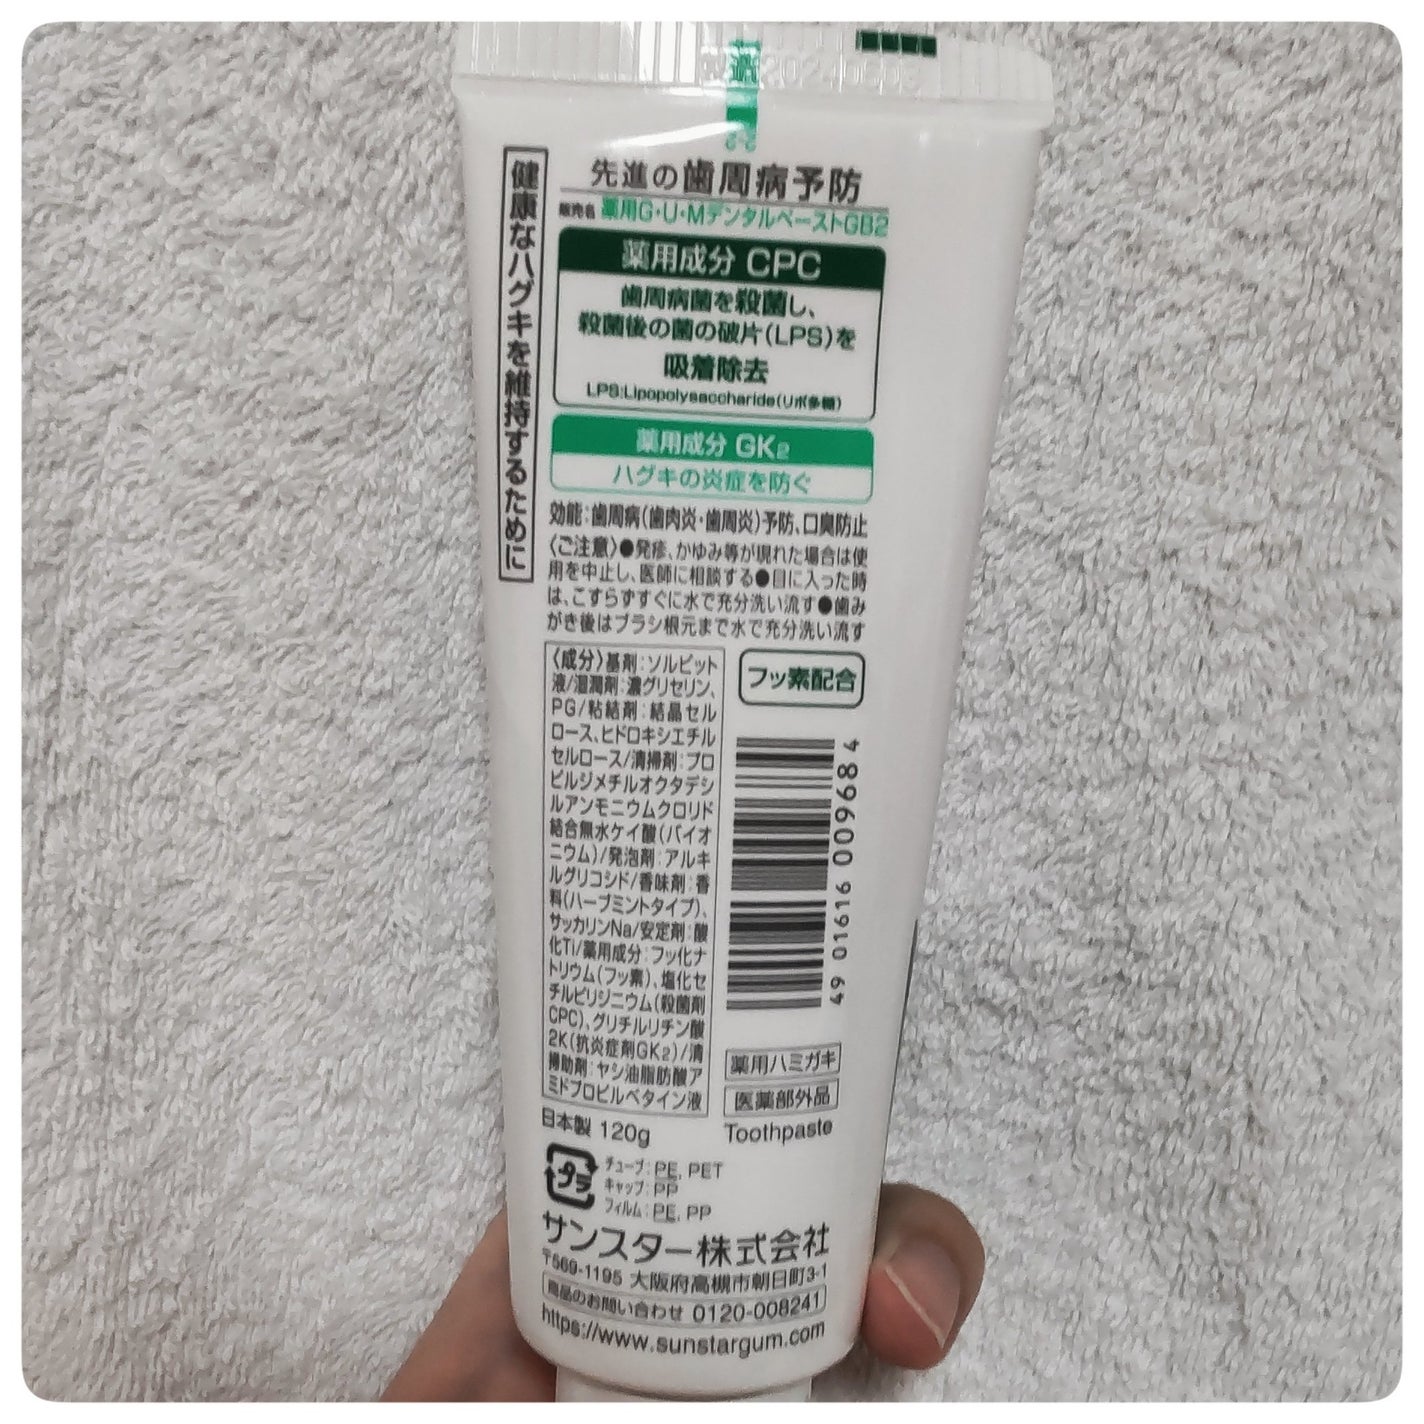 先進の歯周病予防
販売名 薬用G・U・MデンタルペーストGB2
健康なハグキを維持するために
薬用成分 CPC
歯周病菌を殺菌し、
殺菌後の菌の破片(LPS)を
吸着除去
LPS:Lipopolysaccharide(リポ多糖)
薬用成分 GK2
ハグキの炎症を防ぐ
効能:歯周病(歯肉炎・歯周炎)予防、口臭防止
〈ご注意〉●発疹、かゆみ等が現れた場合は使
用を中止し、医師に相談する●目に入った時
は、こすらずすぐに水で充分洗い流す●歯み
がき後はブラシ根元まで水で充分洗い流す
〈成分〉基剤:ソルビット
液/湿潤剤:濃グリセリン、
PG/粘結剤:結晶セル
ロース、ヒドロキシエチル
セルロース/清掃剤:プロ
ピルジメチルオクタデシ
ルアンモニウムクロリド
結合無水ケイ酸(バイオ
ニウム)/発泡剤:アルキ
ルグリコシド/香味剤:香
料(ハーブミントタイプ)、
サッカリンNa/安定剤:酸
化Ti/薬用成分:フッ化ナ
トリウム(フッ素)、塩化セ
チルピリジニウム(殺菌剤
CPC)、グリチルリチン酸
2K(抗炎症剤GK2)/清
掃助剤:ヤシ油脂肪酸ア
ミドプロピルベタイン液
フッ素配合
49 01616 009684
薬用ハミガキ
医薬部外品
日本製 120g
Toothpaste
プラ
チューブ:PE, PET
キャップ:PP
フィルム:PE, PP
サンスター株式会社
〒569-1195 大阪府高槻市朝日町3-1
商品のお問い合わせ 0120-008241
https://www.sunstargum.com